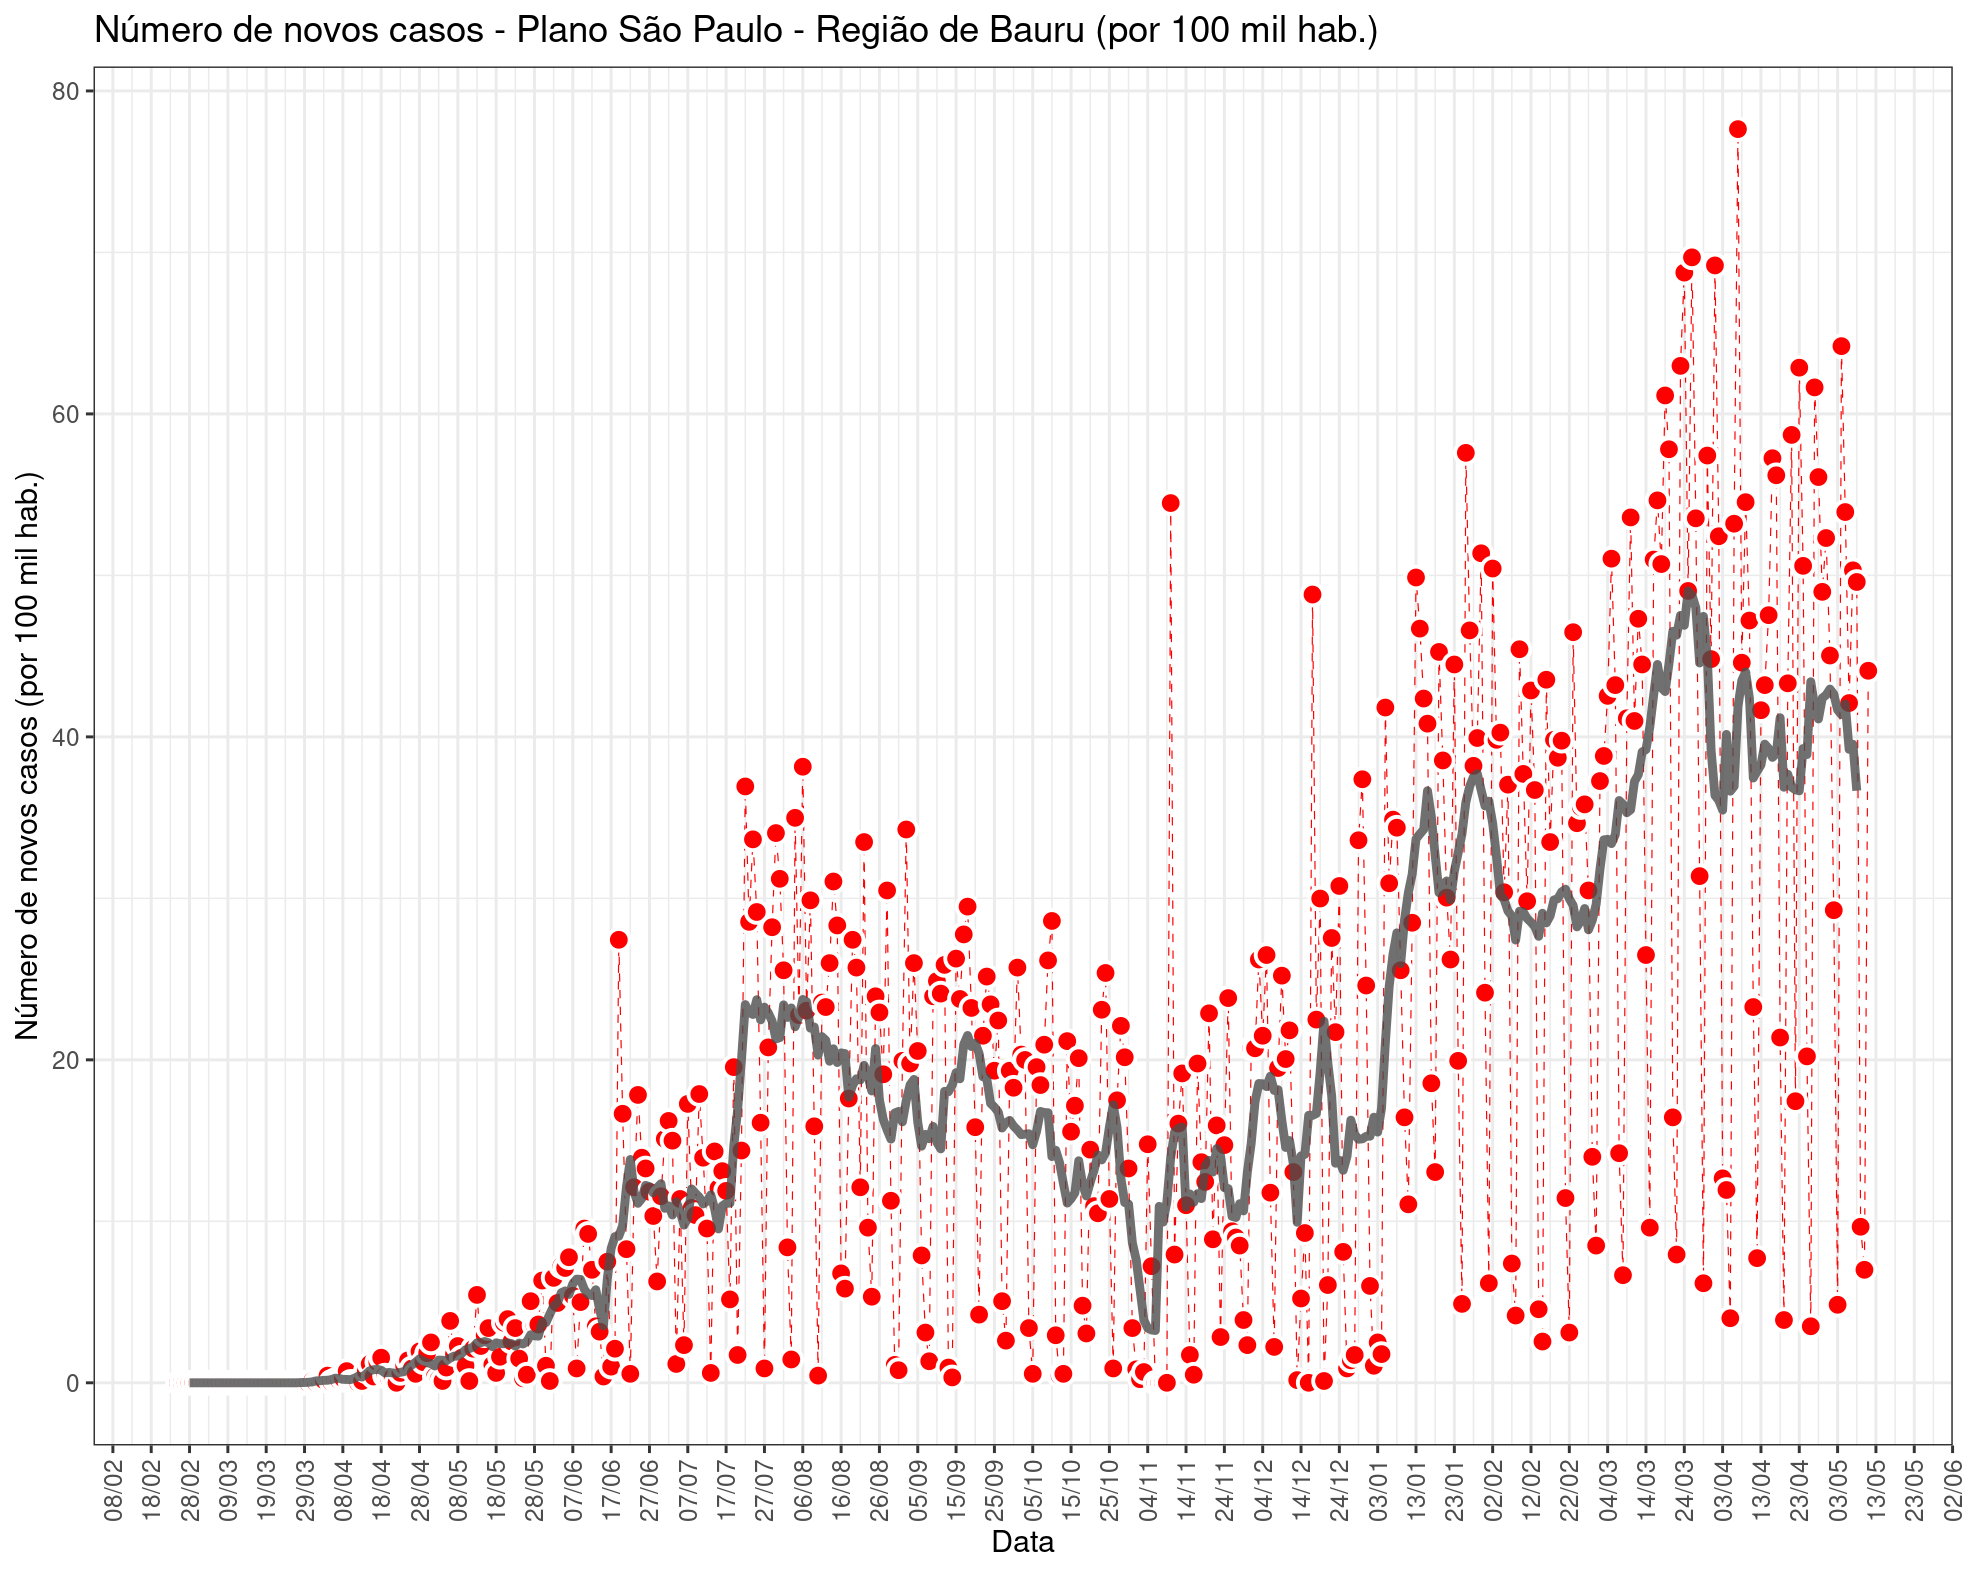 Número de novos casos - Plano São Paulo - Região de Bauru (por 100 mil hab.)
Número de novos casos (por 100 mil hab.)
80
60
40
20
0
08/02 18/02 28/02 09/03 19/03 29/03 08/04 18/04 28/04 08/05 18/05 28/05 07/06 17/06 27/06 07/07 17/07 27/07 06/08 16/08 26/08 05/09 15/09 25/09 05/10 15/10 25/10 04/11 14/11 24/11 04/12 14/12 24/12 03/01 13/01 23/01 02/02 12/02 22/02 04/03 14/03 24/03 03/04 13/04 23/04 03/05 13/05 23/05 02/06
Data